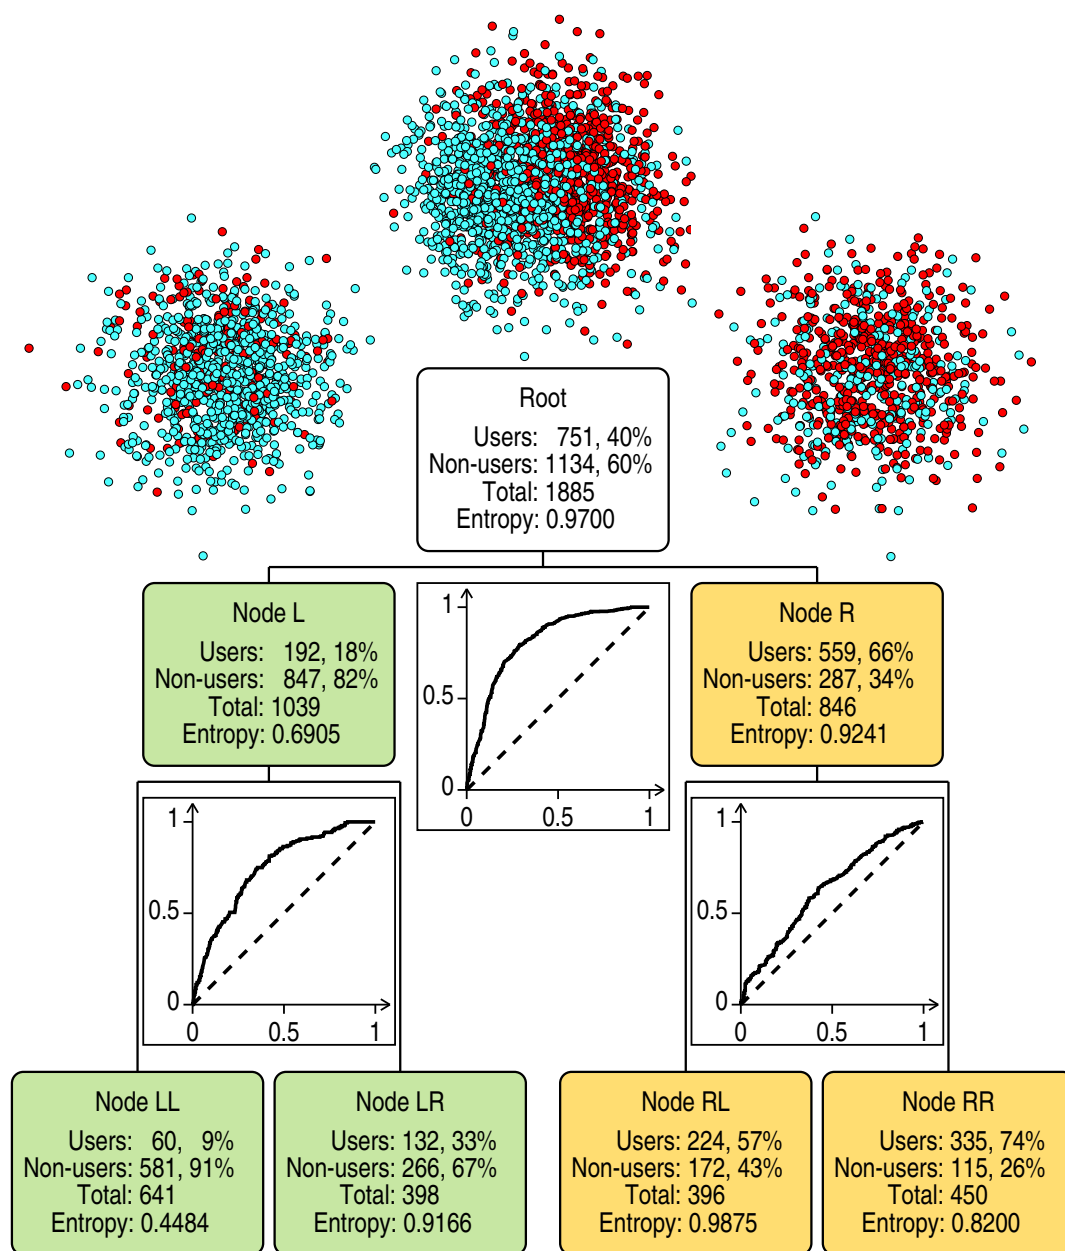 Root
Users: 751, 40%
Non-users: 1134, 60%
Total: 1885
Entropy: 0.9700
Node L
Users: 192, 18%
Non-users: 847, 82%
Total: 1039
Entropy: 0.6905
1
0.5
0
0 0.5 1
Node R
Users: 559, 66%
Non-users: 287, 34%
Total: 846
Entropy: 0.9241
1
0.5
0
0 0.5 1
1
0.5
0
0 0.5 1
Node LL
Users: 60, 9%
Non-users: 581, 91%
Total: 641
Entropy: 0.4484
Node LR
Users: 132, 33%
Non-users: 266, 67%
Total: 398
Entropy: 0.9166
Node RL
Users: 224, 57%
Non-users: 172, 43%
Total: 396
Entropy: 0.9875
Node RR
Users: 335, 74%
Non-users: 115, 26%
Total: 450
Entropy: 0.8200